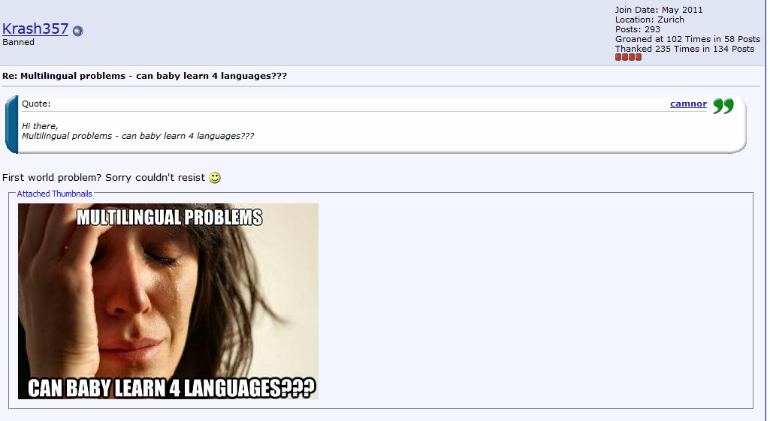 Krash357
Banned
Join Date: May 2011
Location: Zurich
Posts: 293
Groaned at 102 Times in 58 Posts
Thanked 235 Times in 134 Posts
Re: Multilingual problems - can baby learn 4 languages???
Quote:
camnor
Hi there,
Multilingual problems - can baby learn 4 languages???
First world problem? Sorry couldn't resist
Attached Thumbnails
MULTILINGUAL PROBLEMS
CAN BABY LEARN 4 LANGUAGES???